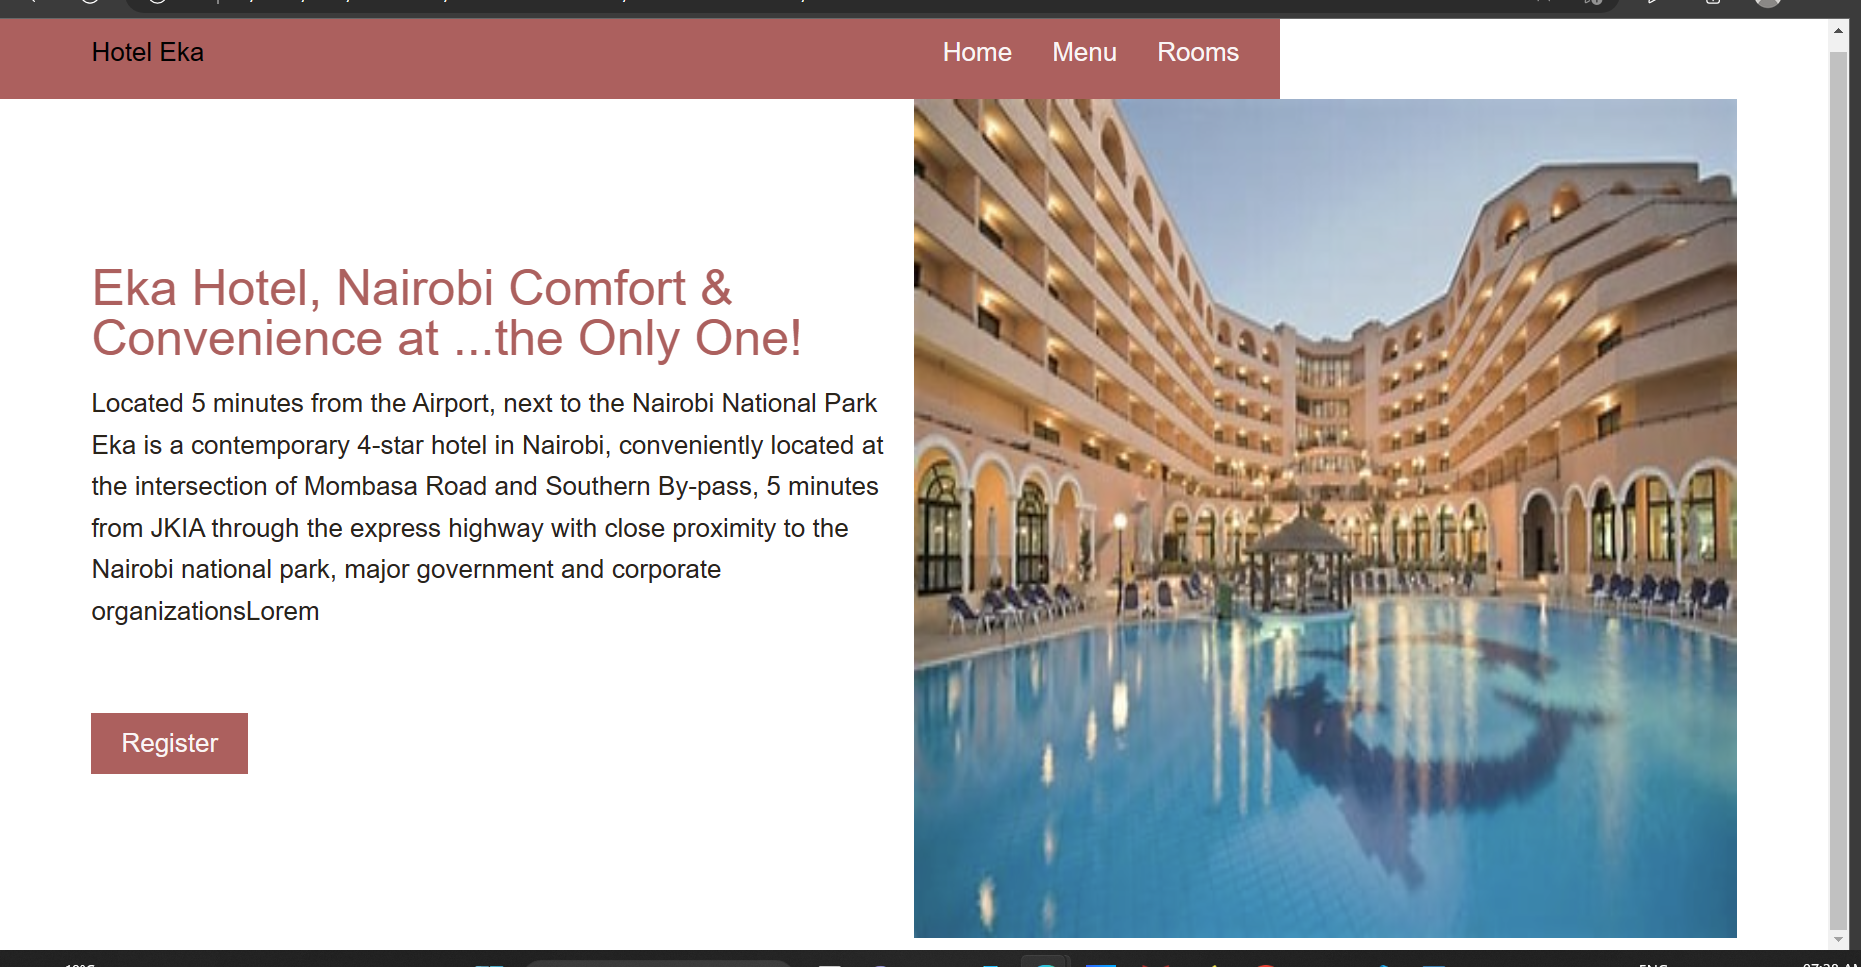 Hotel Eka
Home Menu Rooms
Eka Hotel, Nairobi Comfort &
Convenience at ...the Only One!
Located 5 minutes from the Airport, next to the Nairobi National Park
Eka is a contemporary 4-star hotel in Nairobi, conveniently located at
the intersection of Mombasa Road and Southern By-pass, 5 minutes
from JKIA through the express highway with close proximity to the
Nairobi national park, major government and corporate
organizationsLorem
Register